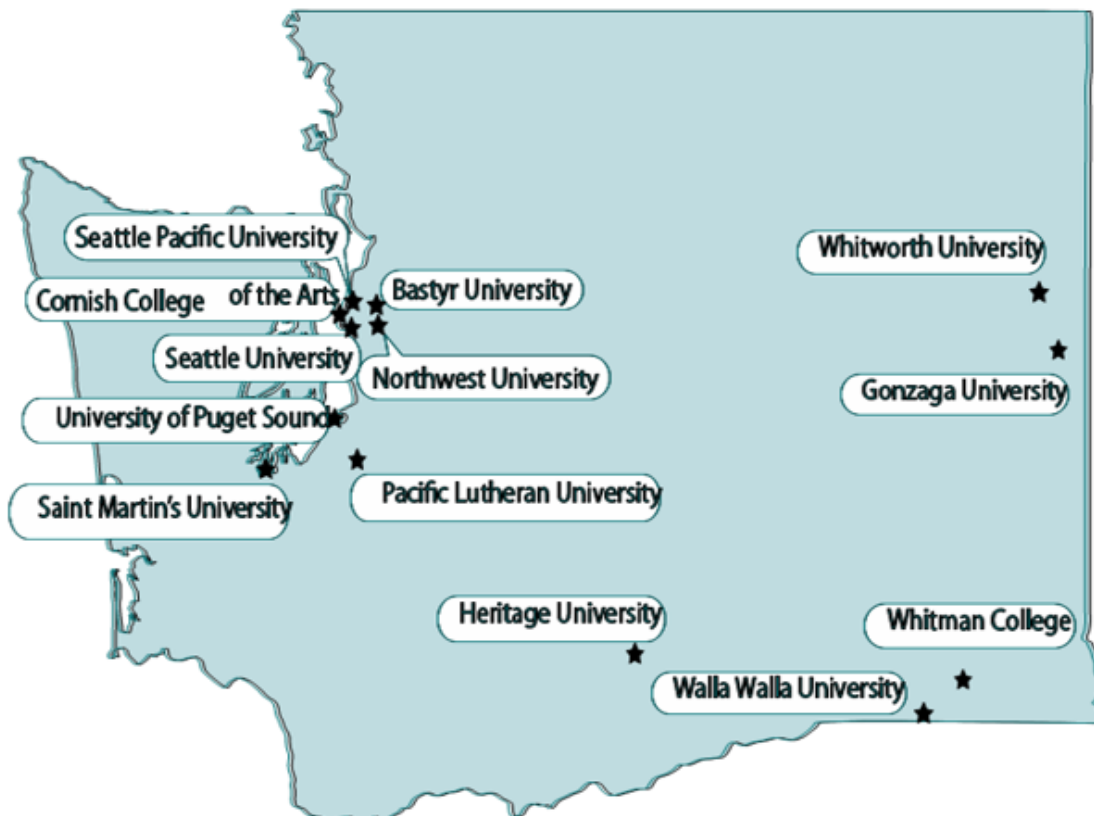 Seattle Pacific University
Whitworth University
Cornish College of the Arts
Bastyr University
Seattle University
Northwest University
Gonzaga University
University of Puget Sound
Pacific Lutheran University
Saint Martin's University
Heritage University
Whitman College
Walla Walla University